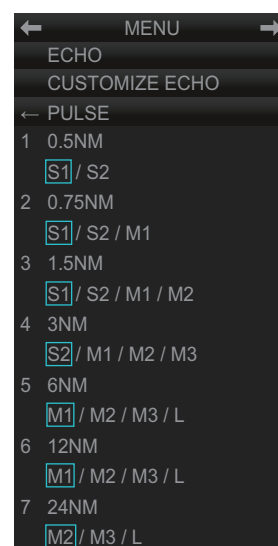 MENU
ECHO
CUSTOMIZE ECHO
← PULSE
1 0.5NM
S1 / S2
2 0.75NM
S1 / S2 / M1
3 1.5NM
S1 / S2 / M1 / M2
4 3NM
S2 / M1 / M2 / M3
5 6NM
M1 / M2 / M3 / L
6 12NM
M1 / M2 / M3 / L
7 24NM
M2 / M3 / L